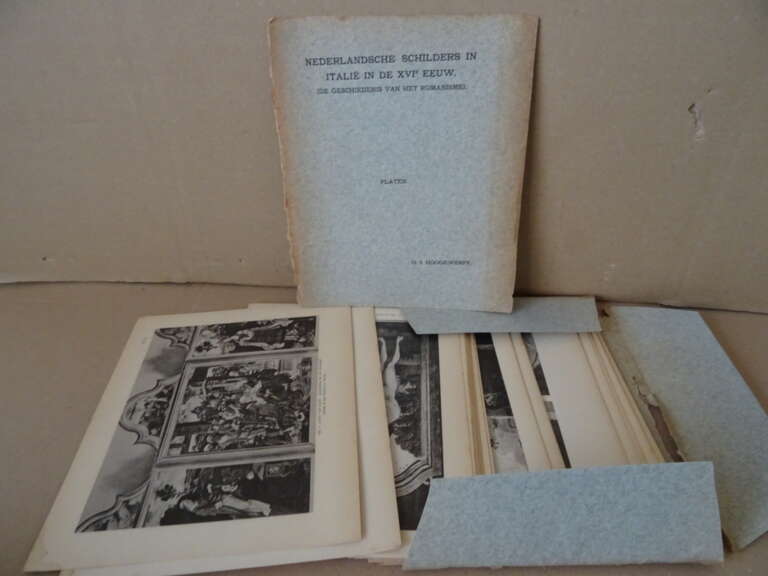 NEDERLANDSCHE SCHILDERS IN
ITALIË IN DE XVIᵉ EEUW.
(DE GESCHIEDENIS VAN HET ROMANISME).
PLATEN
G. J. HOOGEWERFF.